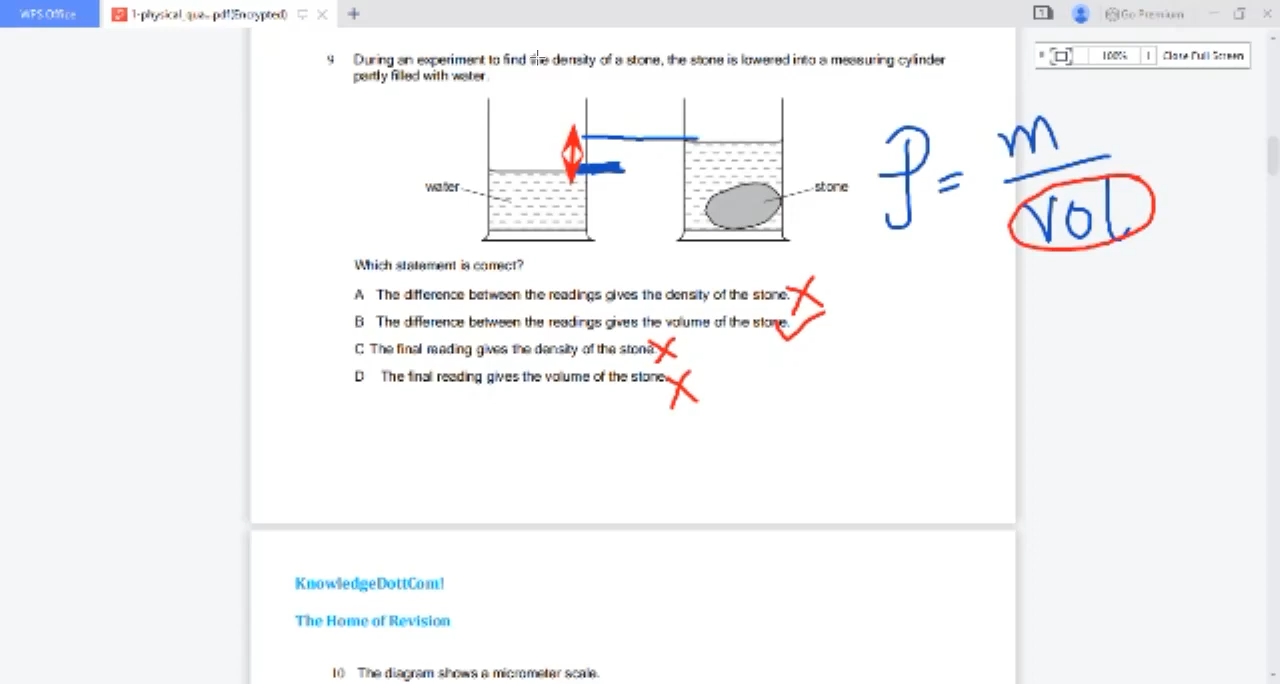 WPS Office
1-physical_qua...pdf(Encrypted)
Go Premium
100%
Close Full Screen
9 During an experiment to find the density of a stone, the stone is lowered into a measuring cylinder
partly filled with water.
water
stone
ρ = m / vol
Which statement is correct?
A The difference between the readings gives the density of the stone.
B The difference between the readings gives the volume of the stone.
C The final reading gives the density of the stone.
D The final reading gives the volume of the stone.
KnowledgeDottCom!
The Home of Revision
10 The diagram shows a micrometer scale.